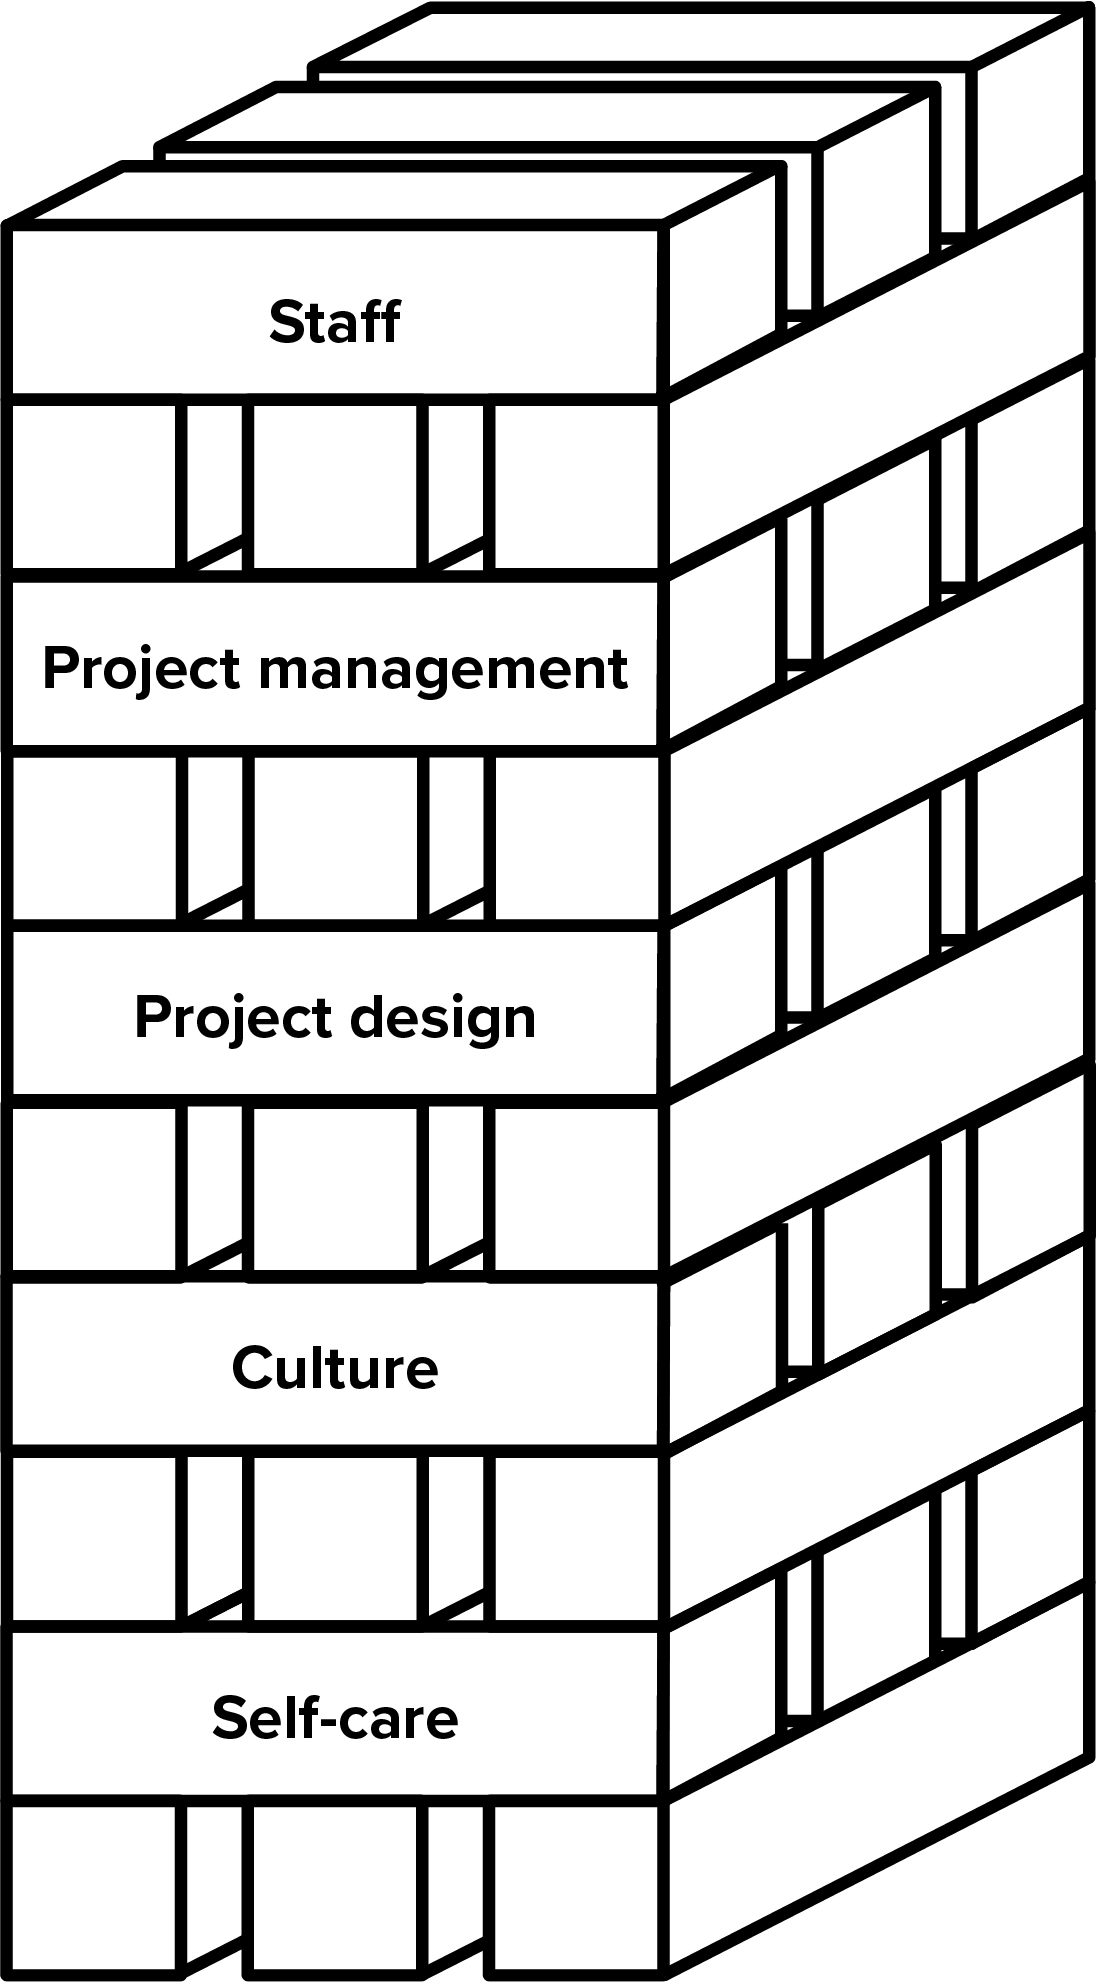 Staff
Project management
Project design
Culture
Self-care